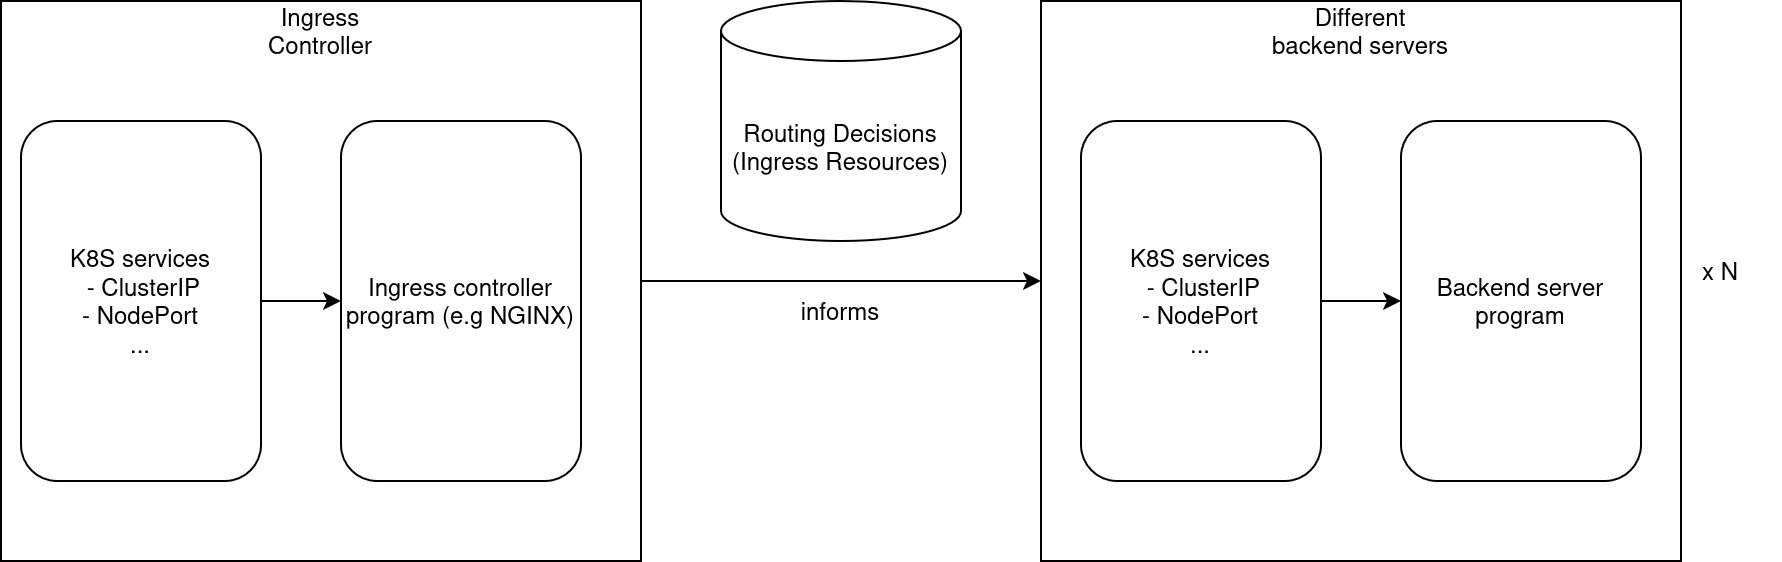 Ingress
Controller
K8S services
- ClusterIP
- NodePort
...
Ingress controller
program (e.g NGINX)
Routing Decisions
(Ingress Resources)
informs
Different
backend servers
K8S services
- ClusterIP
- NodePort
...
Backend server
program
x N